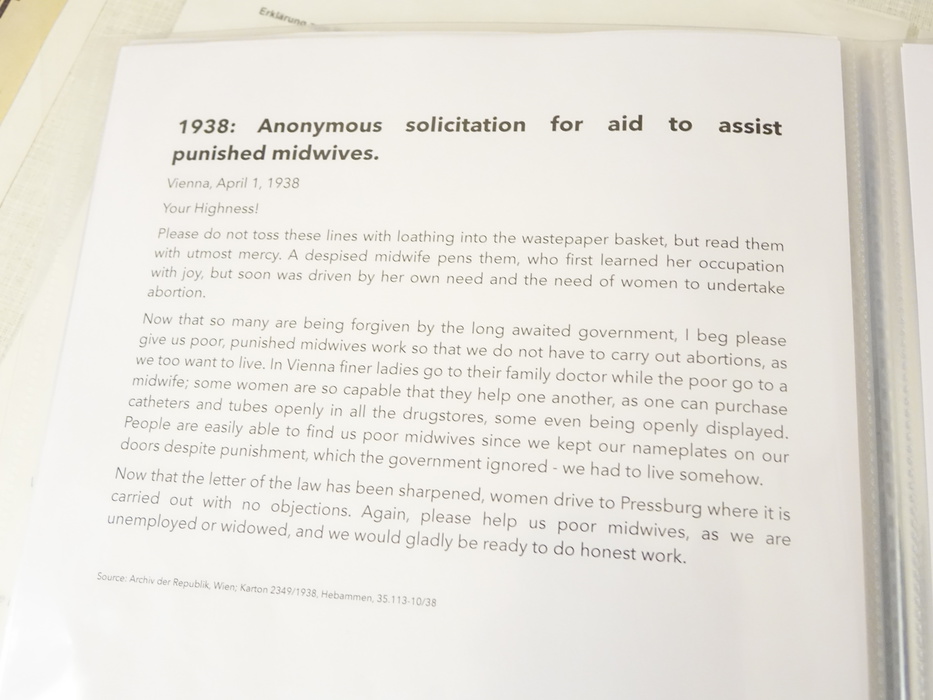 Erklärung
1938: Anonymous solicitation for aid to assist
punished midwives.
Vienna, April 1, 1938
Your Highness!
Please do not toss these lines with loathing into the wastepaper basket, but read them
with utmost mercy. A despised midwife pens them, who first learned her occupation
with joy, but soon was driven by her own need and the need of women to undertake
abortion.
Now that so many are being forgiven by the long awaited government, I beg please
give us poor, punished midwives work so that we do not have to carry out abortions, as
we too want to live. In Vienna finer ladies go to their family doctor while the poor go to a
midwife; some women are so capable that they help one another, as one can purchase
catheters and tubes openly in all the drugstores, some even being openly displayed.
People are easily able to find us poor midwives since we kept our nameplates on our
doors despite punishment, which the government ignored - we had to live somehow.
Now that the letter of the law has been sharpened, women drive to Pressburg where it is
carried out with no objections. Again, please help us poor midwives, as we are
unemployed or widowed, and we would gladly be ready to do honest work.
Source: Archiv der Republik, Wien; Karton 2349/1938, Hebammen, 35.113-10/38